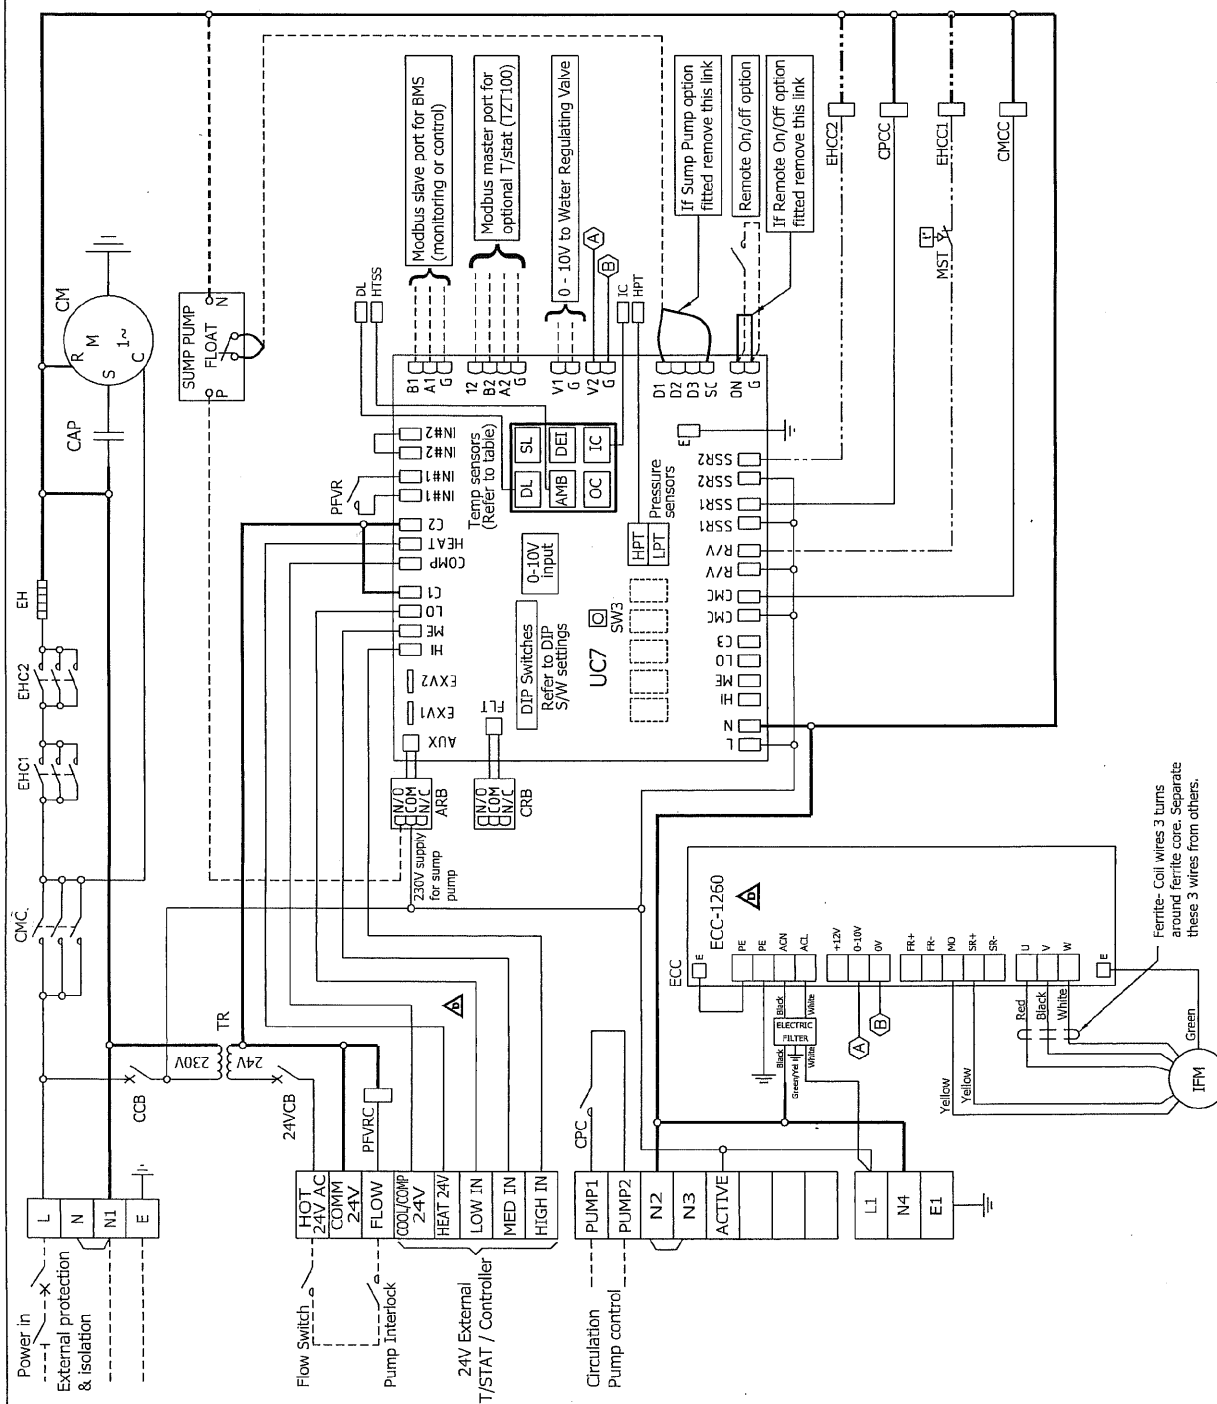 Power in
External protection
& isolation
L
N
N1
E
CCB
TR
230V
24V
24VCB
CMC.
EHC1
EHC2
EH
CAP
CM
R
M
1~
S
C
SUMP PUMP
FLOAT
P
N
Flow Switch
Pump Interlock
HOT
24V AC
COMM
24V
FLOW
COOL/COMP
24V
HEAT 24V
LOW IN
MED IN
HIGH IN
PFVRC
24V External
T/STAT / Controller
Circulation
Pump control
PUMP1
PUMP2
N2
N3
ACTIVE
CPC
L1
N4
E1
230V supply
for sump
pump
N/O
COM
N/C
ARB
N/O
COM
N/C
CRB
AUX
FLT
EXV1
EXV2
HI
ME
LO
C1
COMP
HEAT
C2
IN#1
IN#1
IN#2
IN#2
PFVR
Temp sensors
(Refer to table)
DL
SL
AMB
DEI
OC
IC
0-10V
input
DIP Switches
Refer to DIP
S/W settings
UC7
SW3
HPT
LPT
Pressure
sensors
DL
HTSS
B1
A1
G
Modbus slave port for BMS
(monitoring or control)
12
B2
A2
G
Modbus master port for
optional T/stat (TZT100)
V1
G
0 - 10V to Water Regulating Valve
V2
G
A
B
IC
HPT
D1
D2
D3
SC
If Sump Pump option
fitted remove this link
ON
G
Remote On/off option
If Remote On/Off option
fitted remove this link
E
L
N
HI
ME
LO
C3
CMC
CMC
R/V
R/V
SSR1
SSR1
SSR2
SSR2
EHCC2
CPCC
EHCC1
MST
CMCC
ECC
ECC-1260
D
D
E
PE
PE
AGN
ACL
+12V
0-10V
0V
FR+
FR-
MO
SR+
SR-
U
V
W
E
ELECTRIC
FILTER
Black
White
Black
Green/Yel
White
A
B
Yellow
Yellow
Red
Black
White
Green
IFM
Ferrite- Coil wires 3 turns
around ferrite core. Separate
these 3 wires from others.